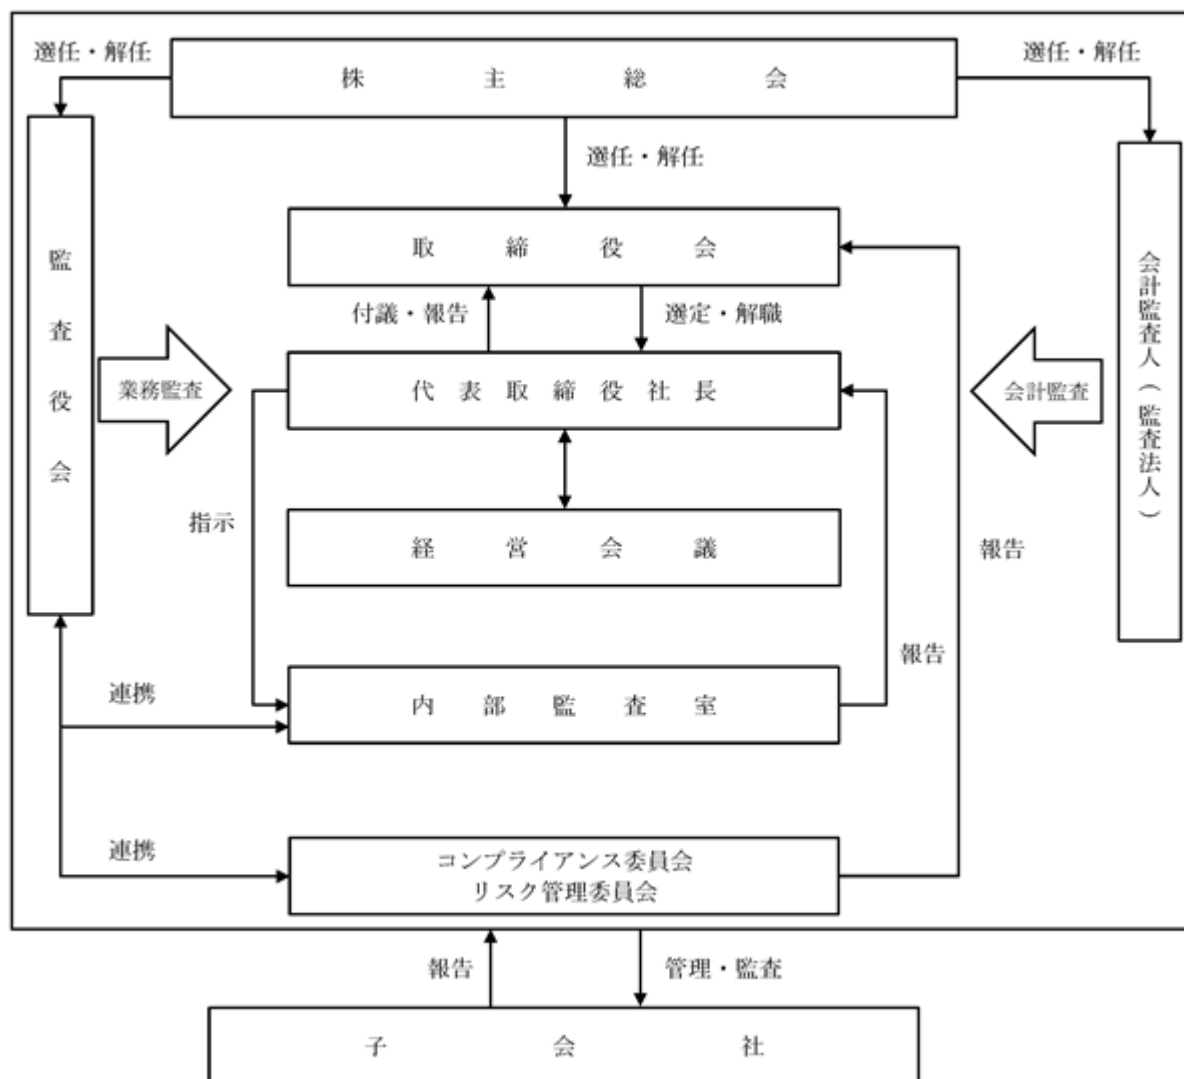 選任・解任
株主総会
選任・解任
選任・解任
監査役会
取締役会
会計監査人(監査法人)
付議・報告
選定・解職
業務監査
代表取締役社長
会計監査
指示
経営会議
報告
報告
連携
内部監査室
連携
コンプライアンス委員会
リスク管理委員会
報告
管理・監査
子会社